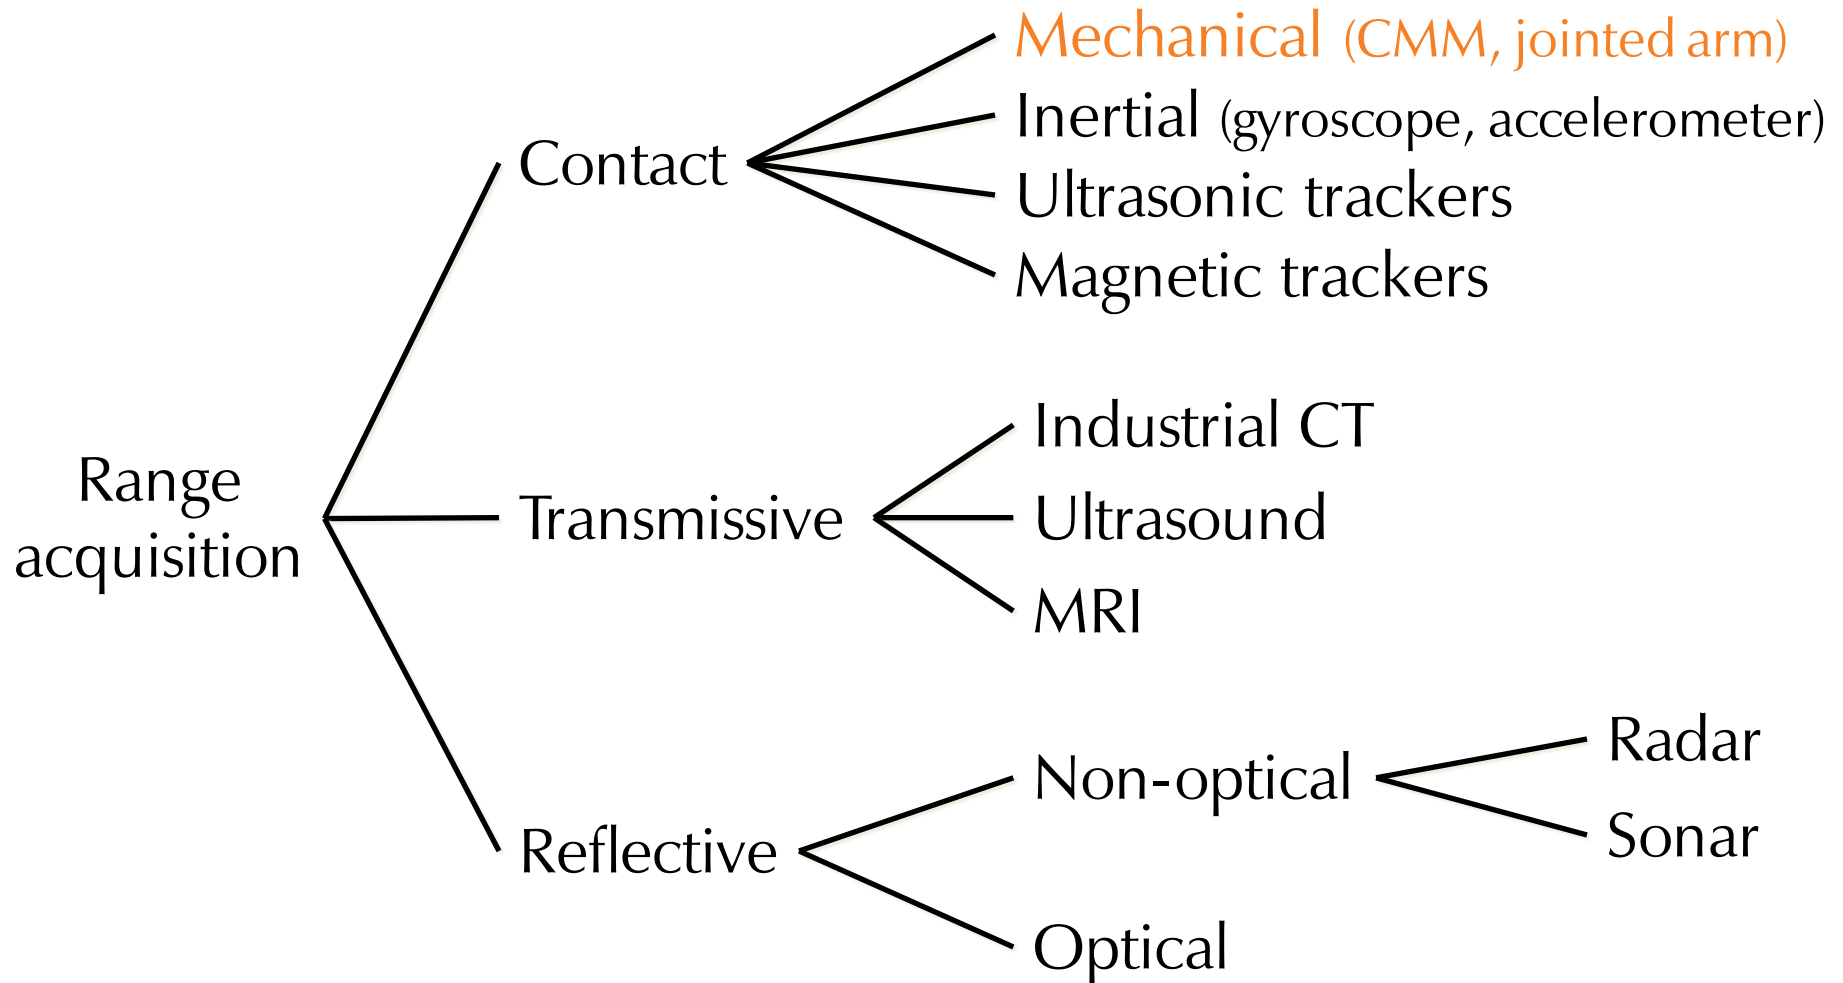 Mechanical (CMM, jointed arm)
Inertial (gyroscope, accelerometer)
Contact
Ultrasonic trackers
Magnetic trackers
Industrial CT
Range
acquisition
Transmissive
Ultrasound
MRI
Radar
Non-optical
Sonar
Reflective
Optical